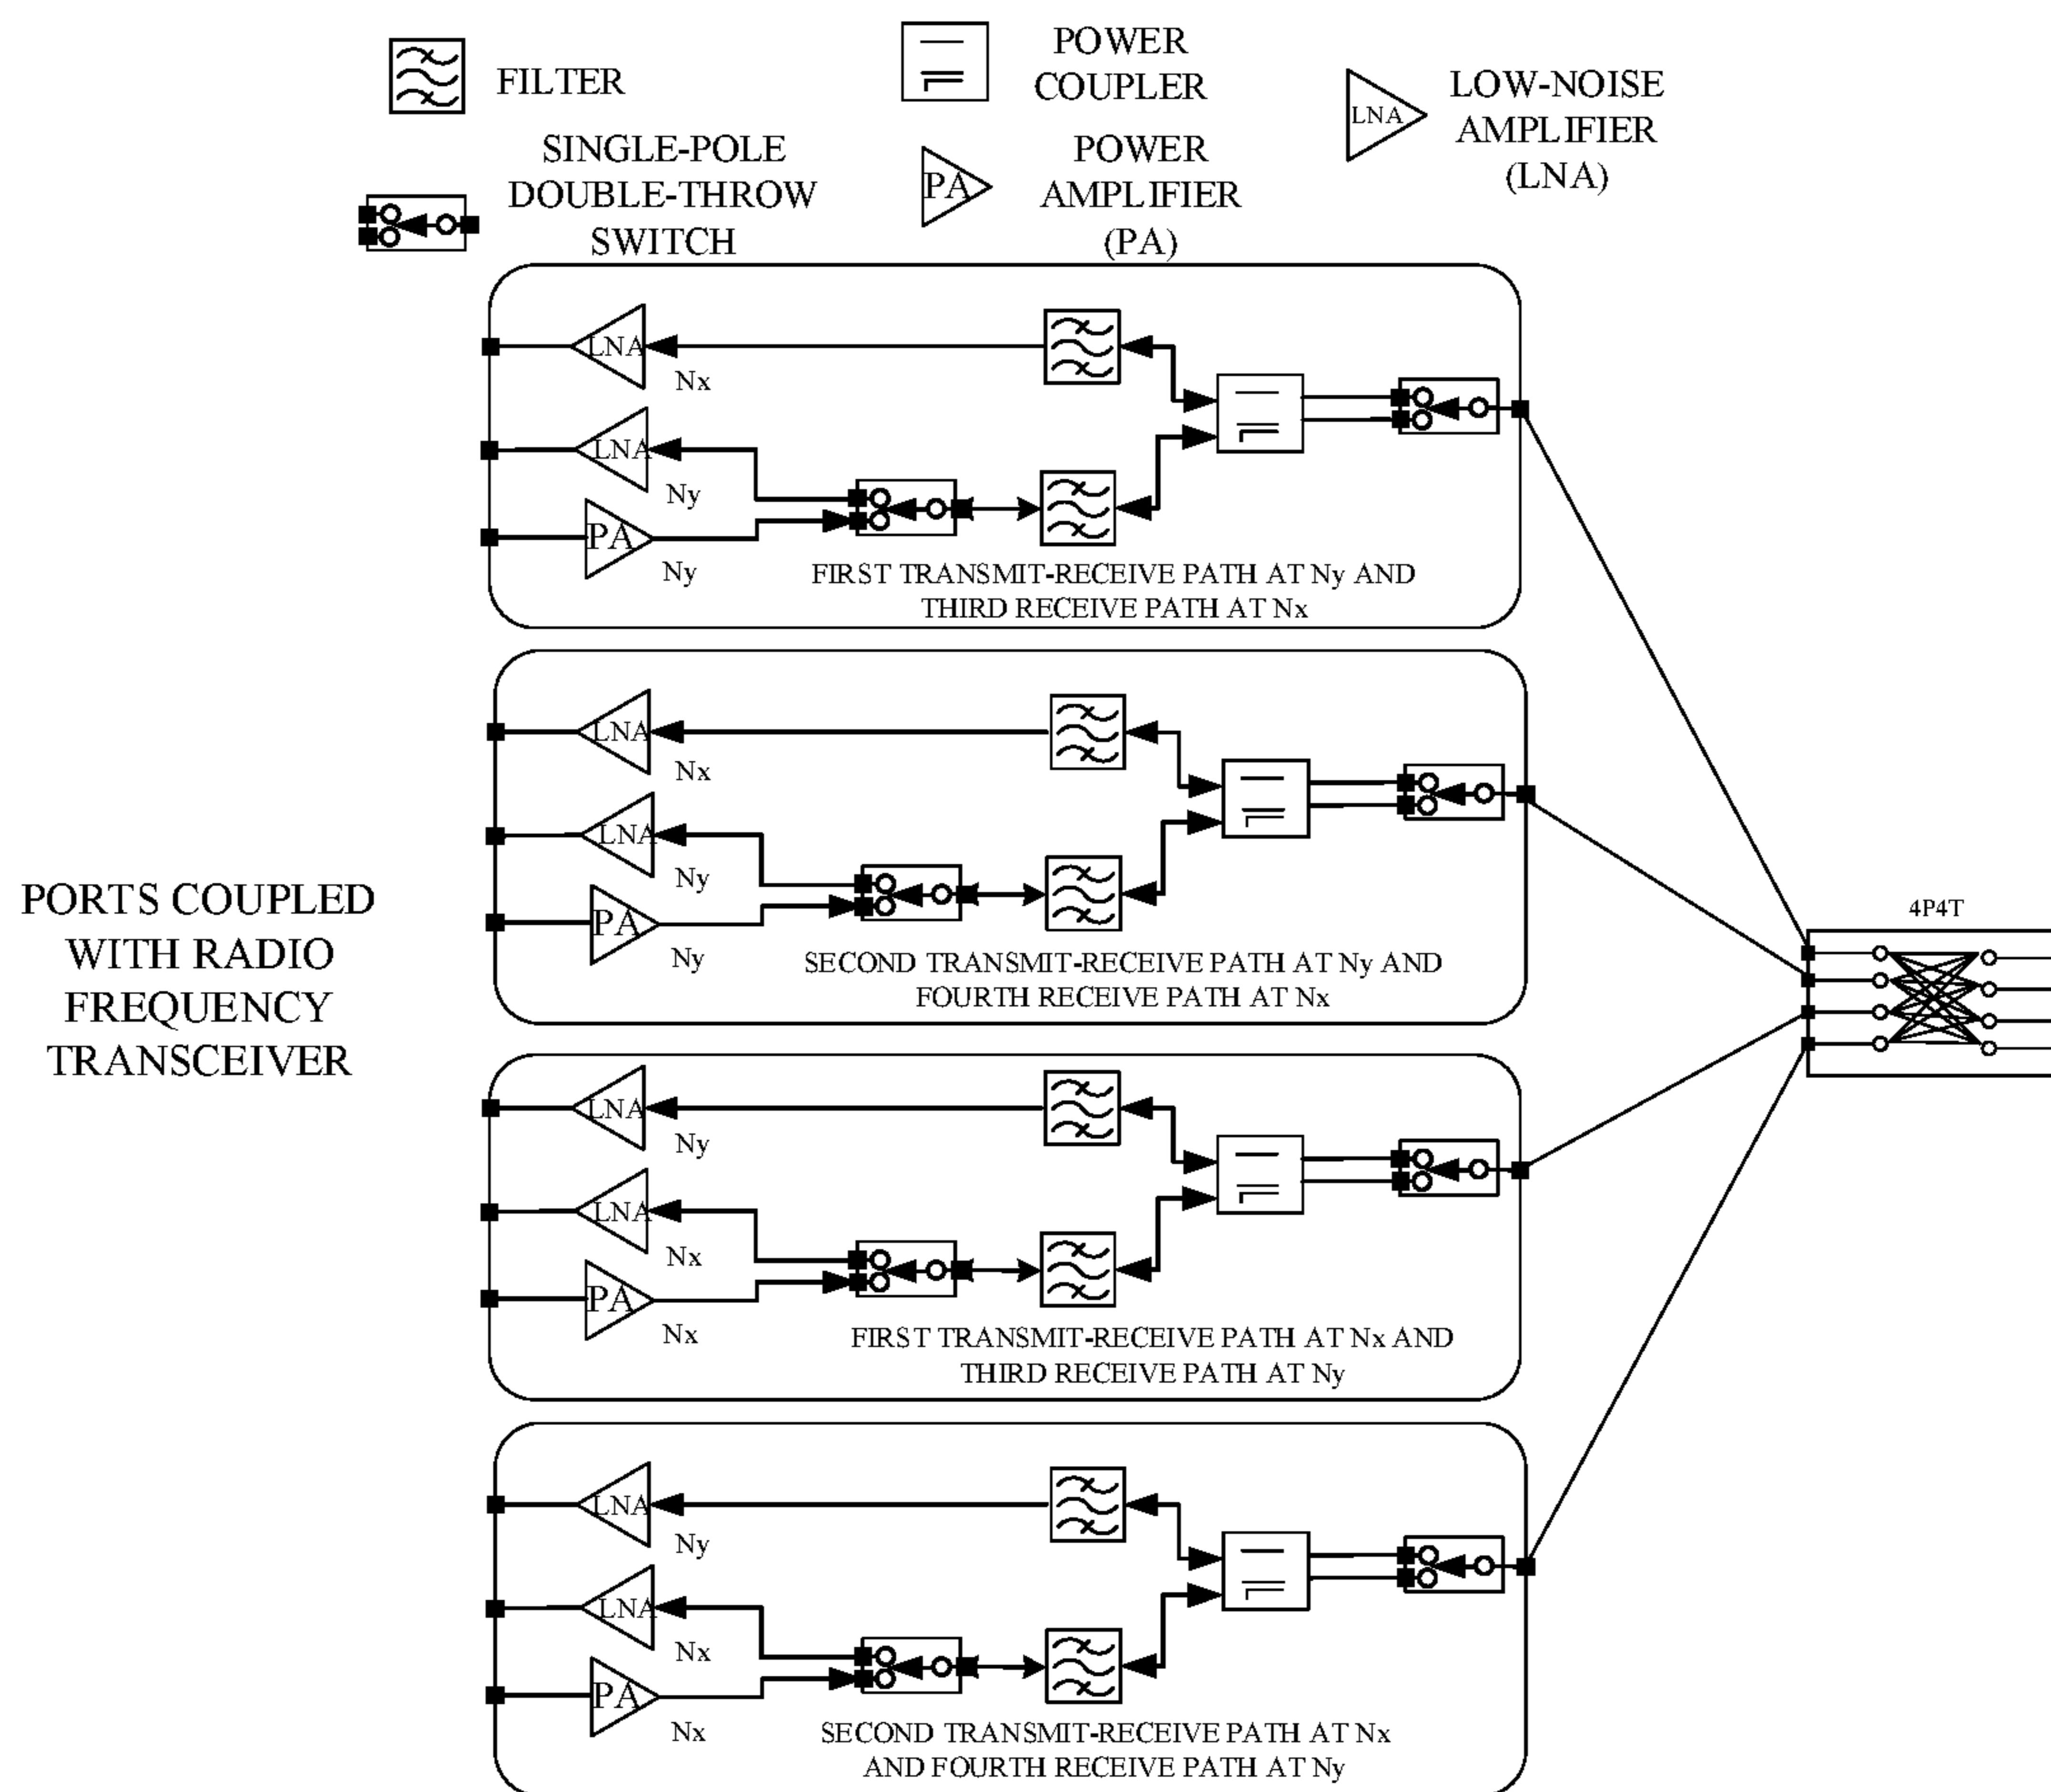 FILTER
POWER
COUPLER
LOW-NOISE
AMPLIFIER
(LNA)
LNA
SINGLE-POLE
DOUBLE-THROW
SWITCH
PA
POWER
AMPLIFIER
(PA)
LNA
Nx
LNA
Ny
PA
Ny
FIRST TRANSMIT-RECEIVE PATH AT Ny AND
THIRD RECEIVE PATH AT Nx
LNA
Nx
LNA
Ny
PA
Ny
SECOND TRANSMIT-RECEIVE PATH AT Ny AND
FOURTH RECEIVE PATH AT Nx
PORTS COUPLED
WITH RADIO
FREQUENCY
TRANSCEIVER
4P4T
LNA
Ny
LNA
Nx
PA
Nx
FIRST TRANSMIT-RECEIVE PATH AT Nx AND
THIRD RECEIVE PATH AT Ny
LNA
Ny
LNA
Nx
PA
Nx
SECOND TRANSMIT-RECEIVE PATH AT Nx
AND FOURTH RECEIVE PATH AT Ny